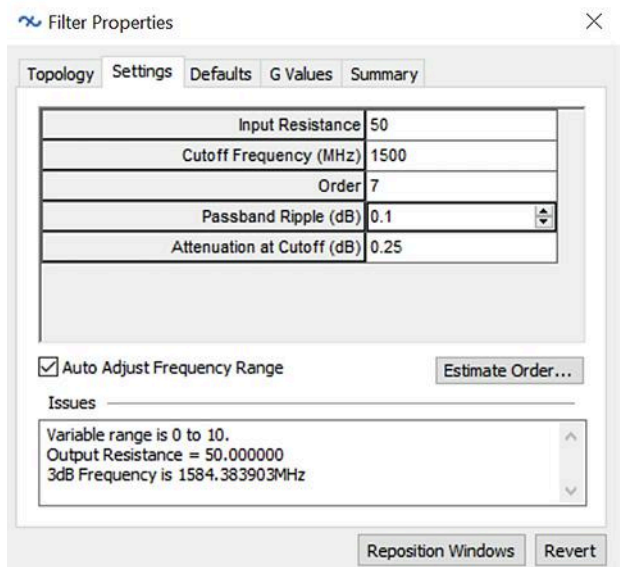 Filter Properties
Topology Settings Defaults G Values Summary
Input Resistance 50
Cutoff Frequency (MHz) 1500
Order 7
Passband Ripple (dB) 0.1
Attenuation at Cutoff (dB) 0.25
Auto Adjust Frequency Range Estimate Order...
Issues
Variable range is 0 to 10.
Output Resistance = 50.000000
3dB Frequency is 1584.383903MHz
Reposition Windows Revert